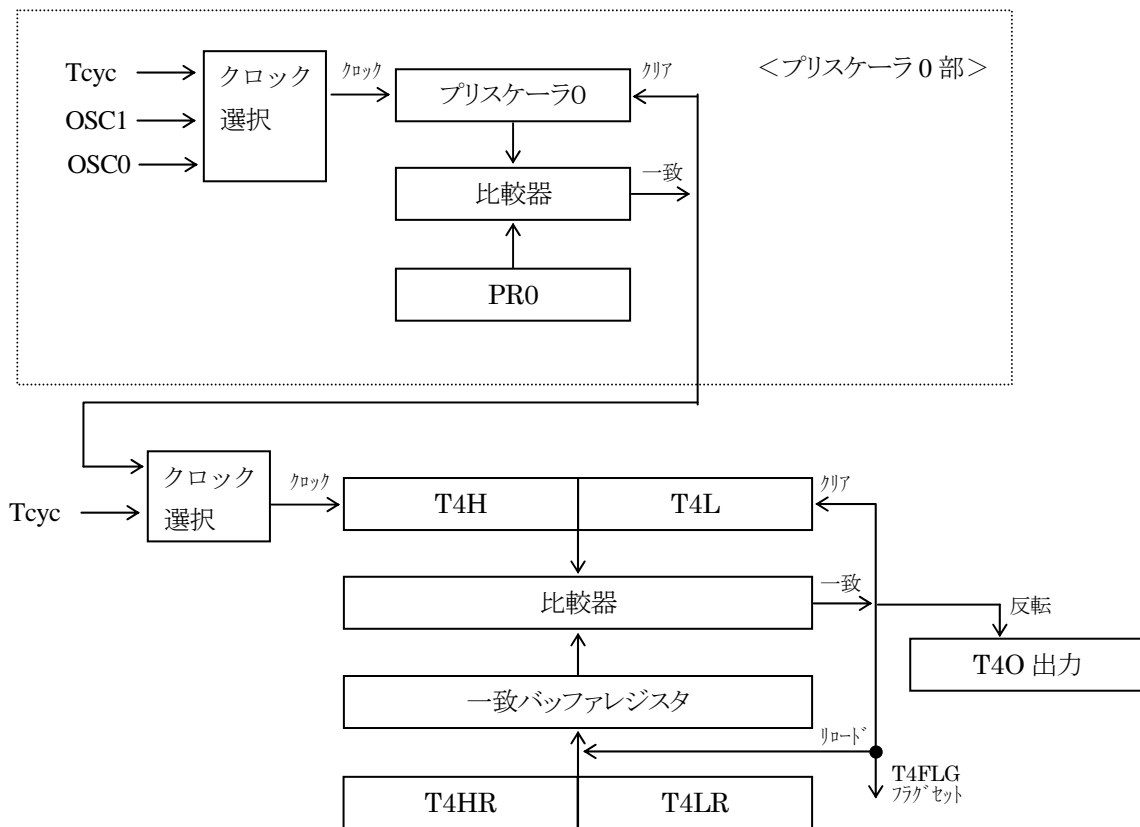 <プリスケーラ0部>
Tcyc
OSC1
OSC0
クロック
選択
クロック
プリスケーラ0
クリア
比較器
一致
PR0
Tcyc
クロック
選択
クロック
T4H
T4L
クリア
比較器
一致
反転
T4O 出力
一致バッファレジスタ
リロード
T4FLG
フラグセット
T4HR
T4LR